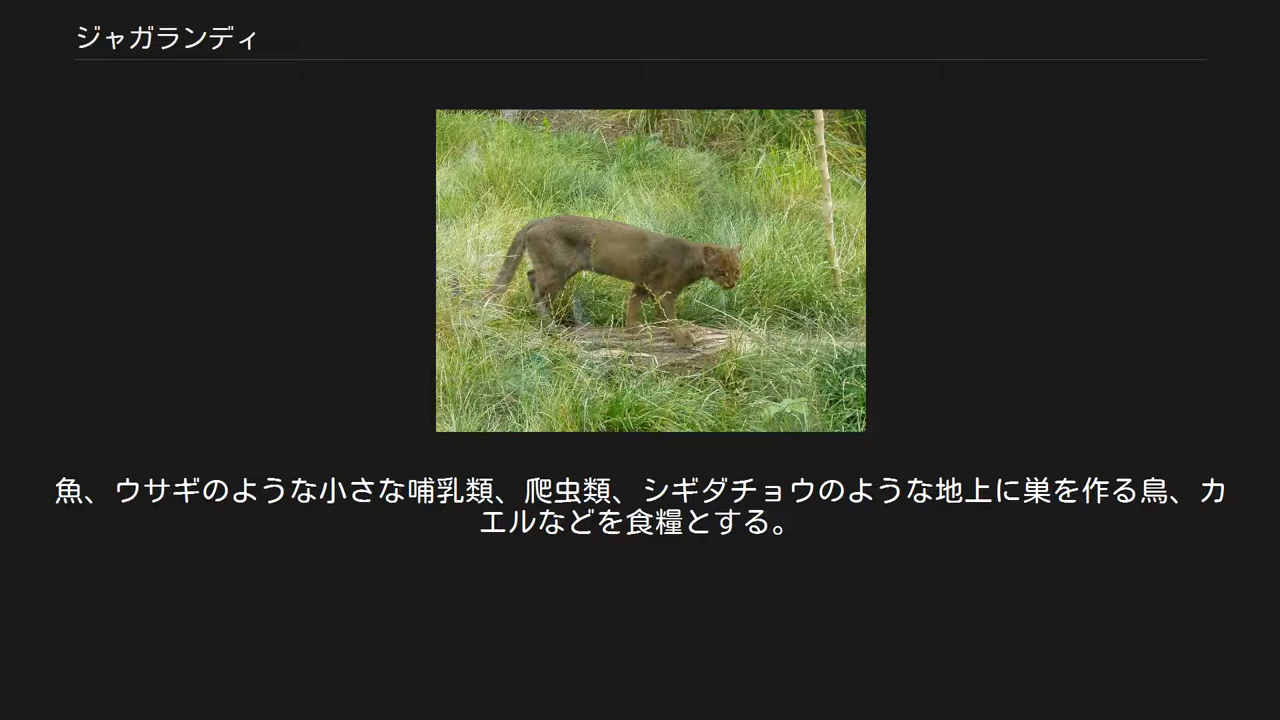 ジャガランディ
魚、ウサギのような小さな哺乳類、爬虫類、シギダチョウのような地上に巣を作る鳥、カ
エルなどを食糧とする。